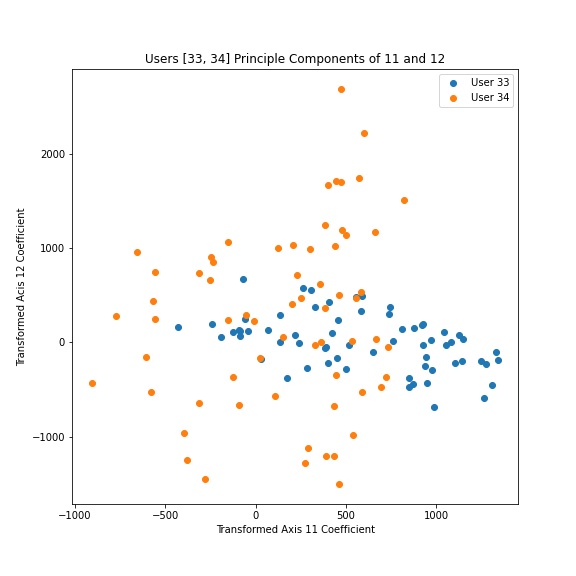 Users [33, 34] Principle Components of 11 and 12
User 33
User 34
Transformed Acis 12 Coefficient
2000
1000
0
−1000
−1000
−500
0
500
1000
Transformed Axis 11 Coefficient